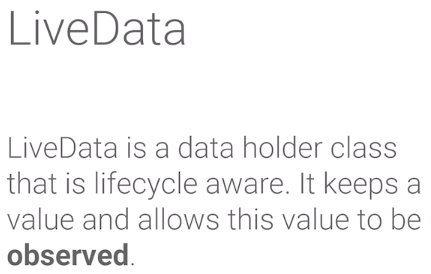 LiveData
LiveData is a data holder class
that is lifecycle aware. It keeps a
value and allows this value to be
observed.